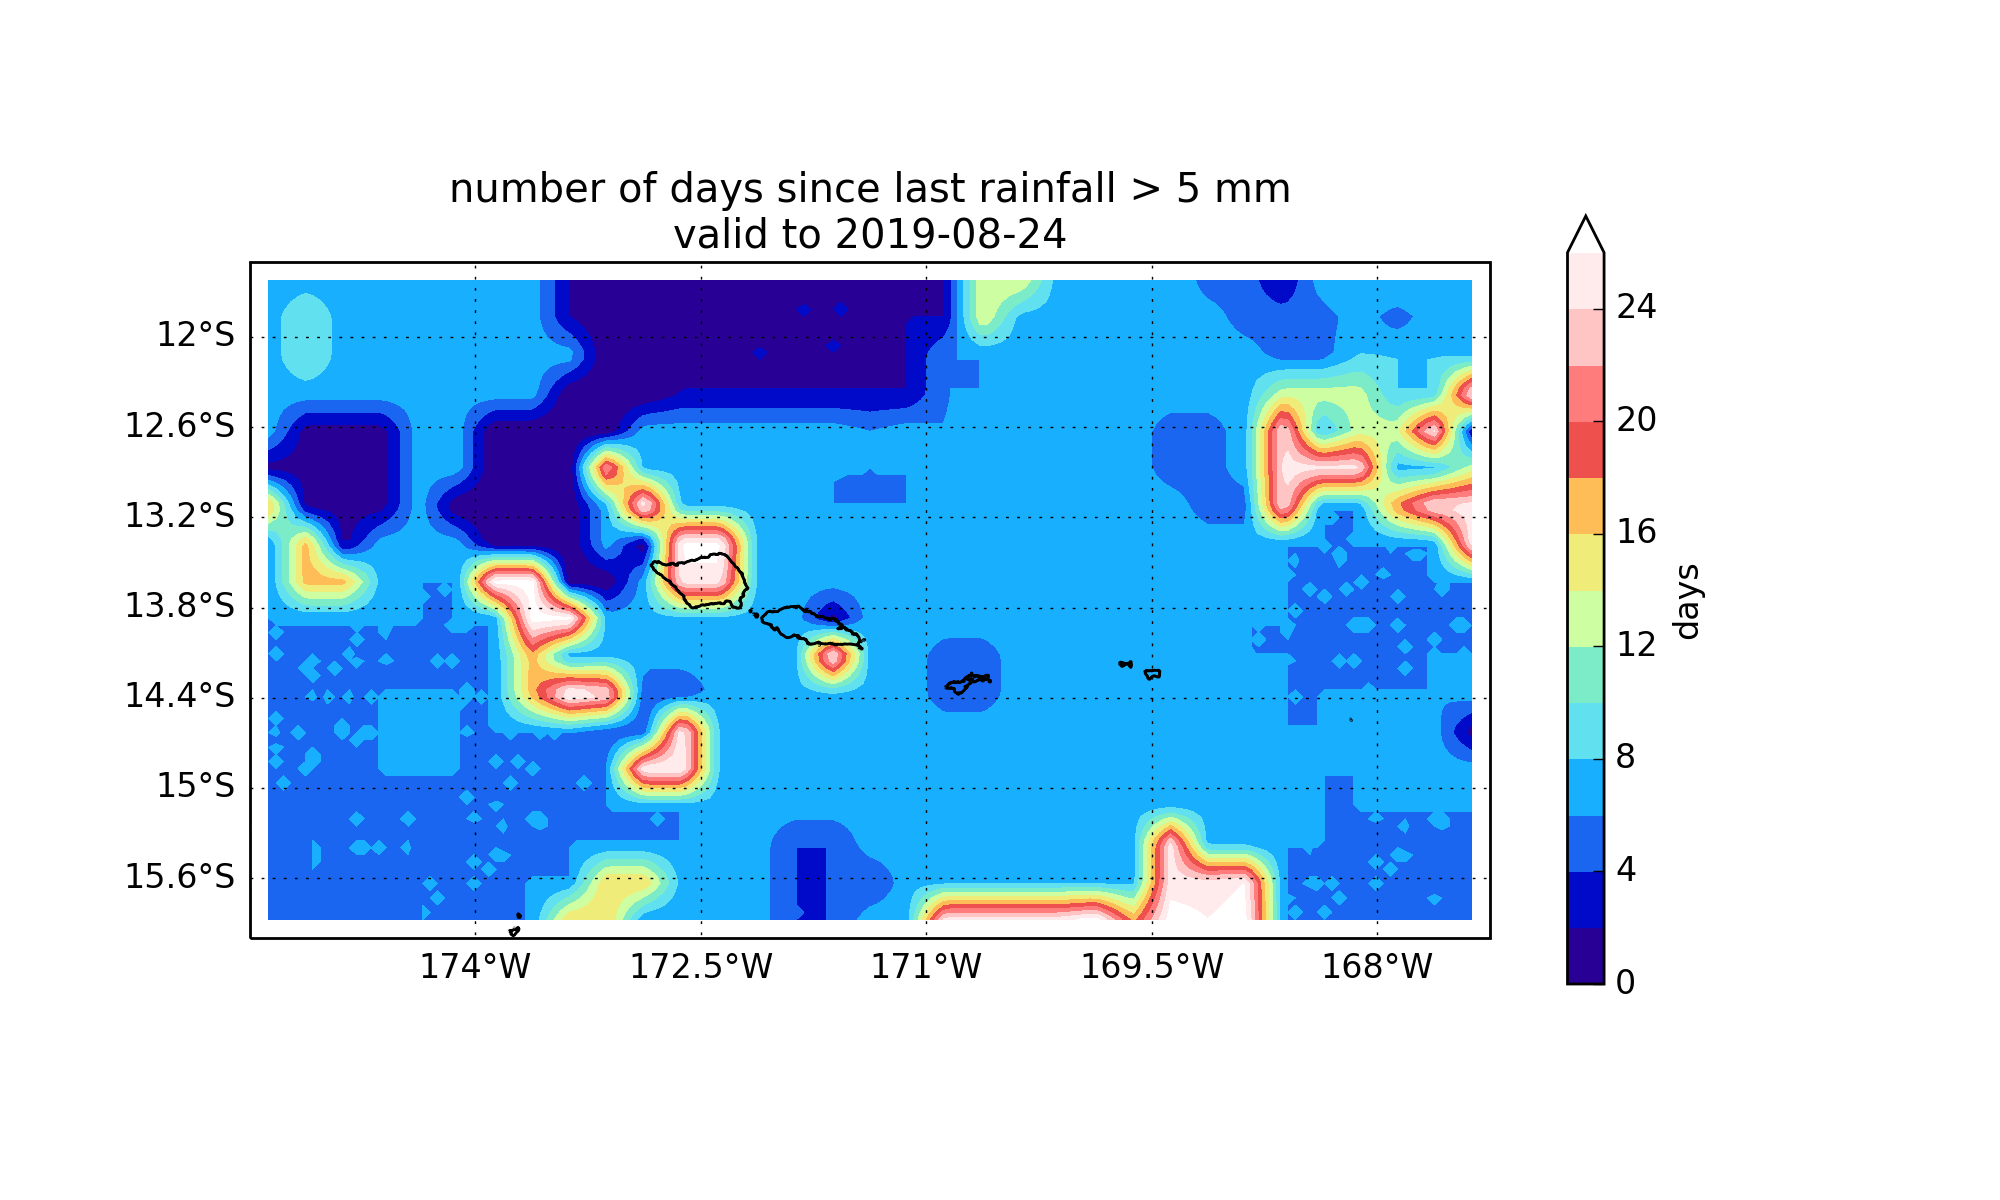 number of days since last rainfall > 5 mm
valid to 2019-08-24
12°S
12.6°S
13.2°S
13.8°S
14.4°S
15°S
15.6°S
174°W
172.5°W
171°W
169.5°W
168°W
24
20
16
12
8
4
0
days